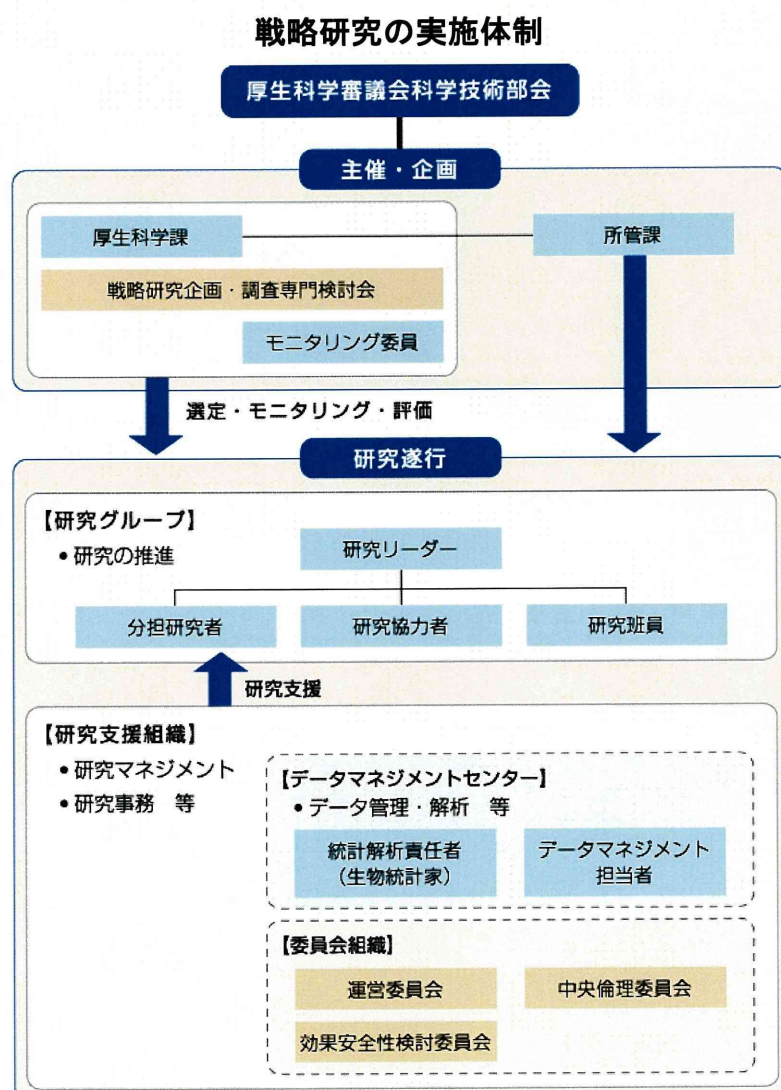 戦略研究の実施体制
厚生科学審議会科学技術部会
主催・企画
厚生科学課
所管課
戦略研究企画・調査専門検討会
モニタリング委員
選定・モニタリング・評価
研究遂行
【研究グループ】
• 研究の推進
研究リーダー
分担研究者
研究協力者
研究班員
研究支援
【研究支援組織】
• 研究マネジメント
• 研究事務 等
【データマネジメントセンター】
• データ管理・解析 等
統計解析責任者
（生物統計家）
データマネジメント
担当者
【委員会組織】
運営委員会
中央倫理委員会
効果安全性検討委員会